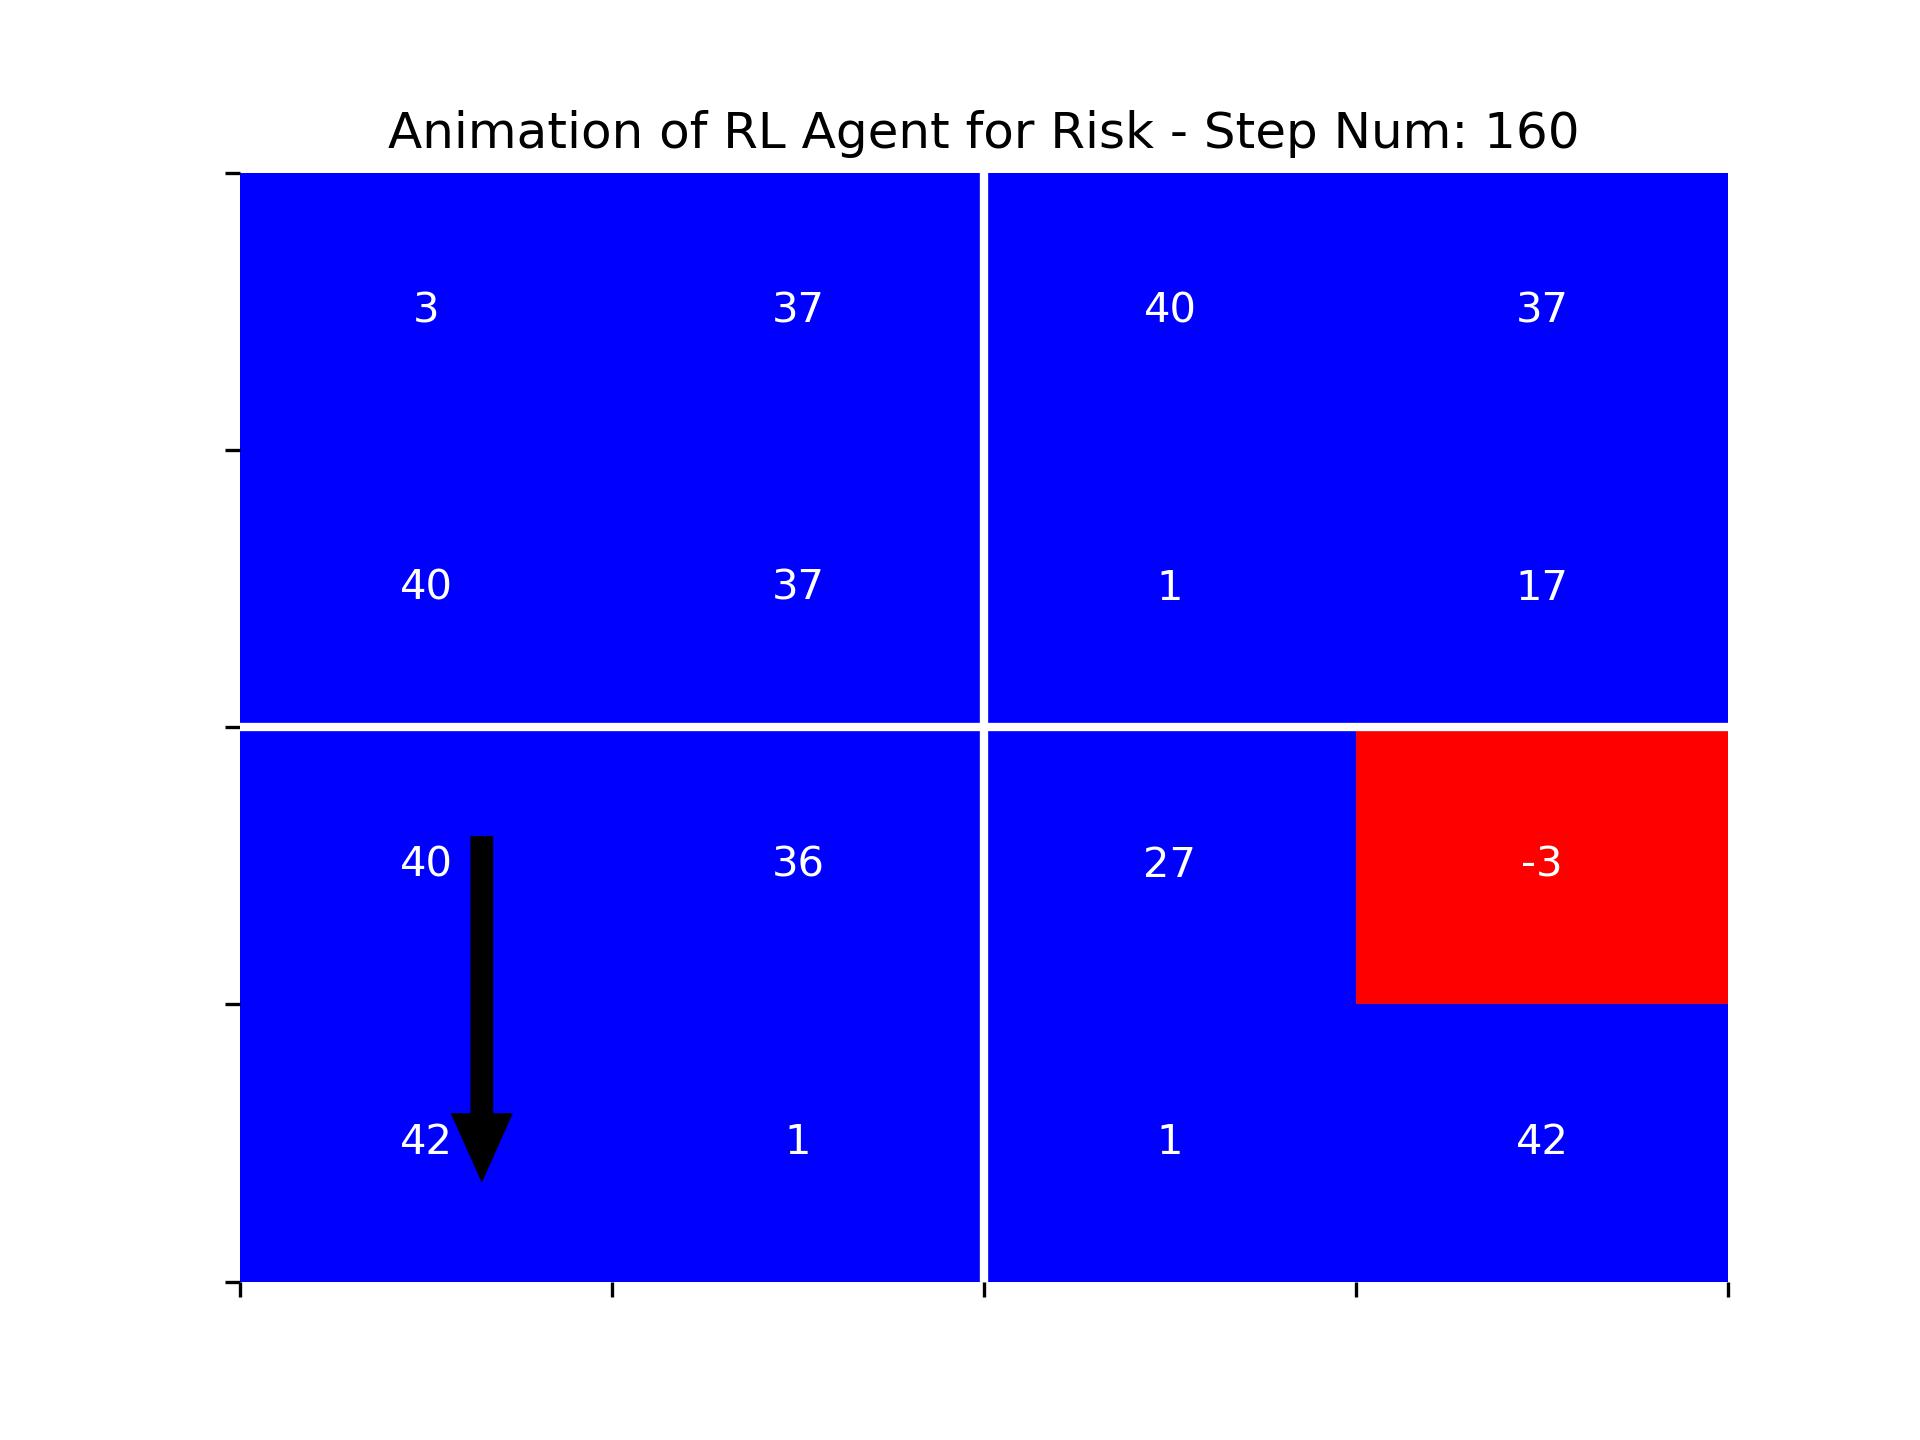 Animation of RL Agent for Risk - Step Num: 160
3 37 40 37
40 37 1 17
40 36 27 -3
42 1 1 42